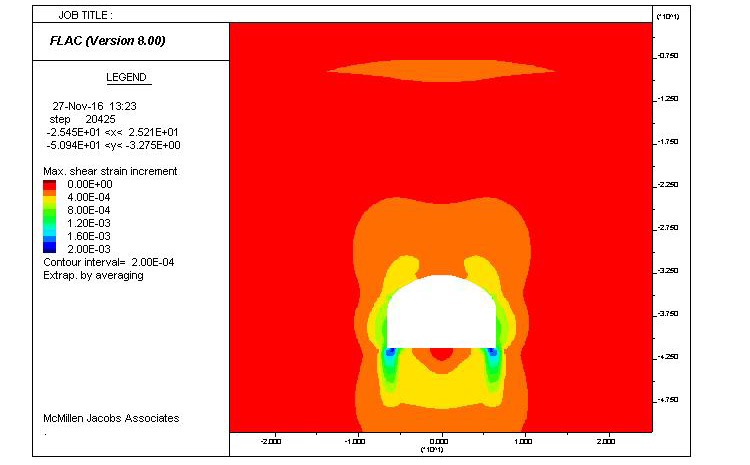 JOB TITLE :
FLAC (Version 8.00)
LEGEND
27-Nov-16 13:23
step 20425
-2.545E+01 <x< 2.521E+01
-5.094E+01 <y< -3.275E+00
Max. shear strain increment
0.00E+00
4.00E-04
8.00E-04
1.20E-03
1.60E-03
2.00E-03
Contour interval= 2.00E-04
Extrap. by averaging
McMillen Jacobs Associates
(*10^1)
-0.750
-1.250
-1.750
-2.250
-2.750
-3.250
-3.750
-4.250
-4.750
-2.000 -1.000 0.000 1.000 2.000
(*10^1)